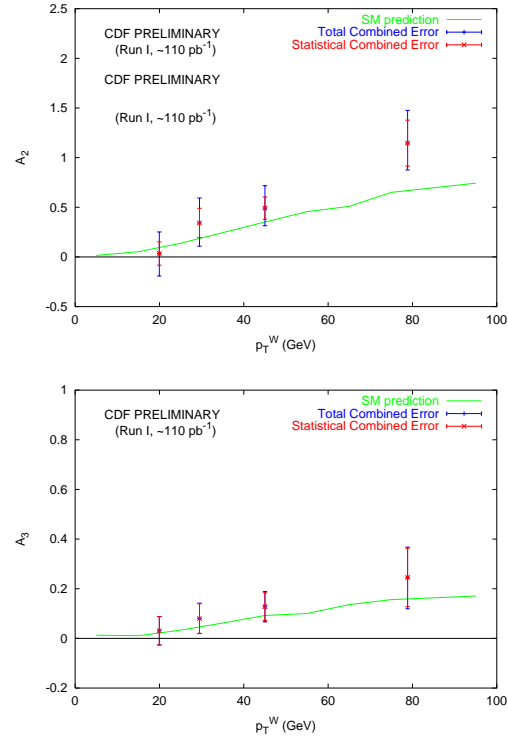 2.5
2
1.5
1
0.5
0
-0.5
0 20 40 60 80 100
A2
pTW (GeV)
CDF PRELIMINARY
(Run I, ~110 pb-1)
CDF PRELIMINARY
(Run I, ~110 pb-1)
SM prediction
Total Combined Error
Statistical Combined Error
1
0.8
0.6
0.4
0.2
0
-0.2
0 20 40 60 80 100
A3
pTW (GeV)
CDF PRELIMINARY
(Run I, ~110 pb-1)
SM prediction
Total Combined Error
Statistical Combined Error